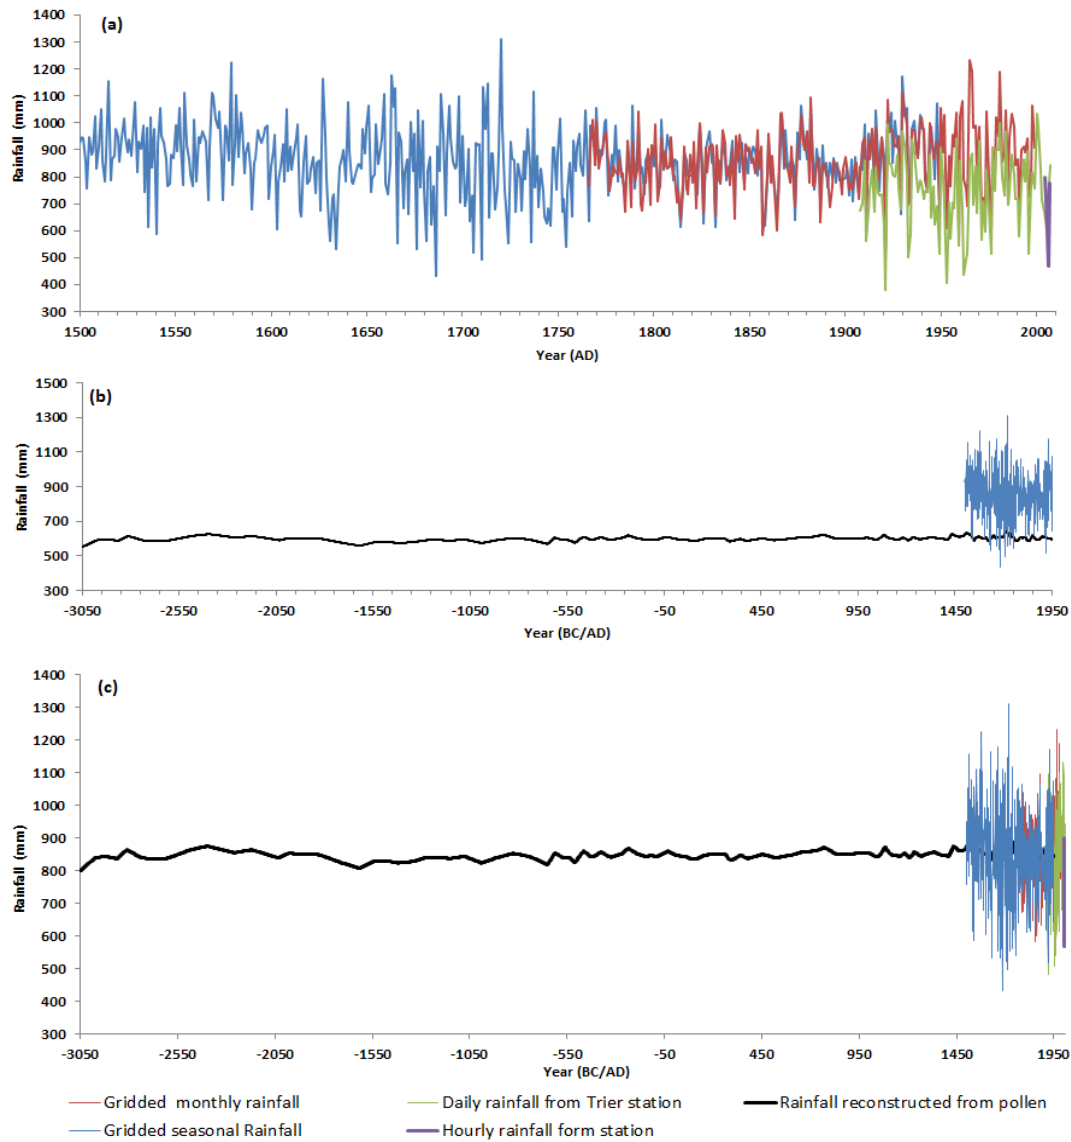 (a)
Rainfall (mm)
1400
1300
1200
1100
1000
900
800
700
600
500
400
300
1500 1550 1600 1650 1700 1750 1800 1850 1900 1950 2000
Year (AD)
(b)
Rainfall (mm)
1500
1300
1100
900
700
500
300
-3050 -2550 -2050 -1550 -1050 -550 -50 450 950 1450 1950
Year (BC/AD)
(c)
Rainfall (mm)
1400
1300
1200
1100
1000
900
800
700
600
500
400
300
-3050 -2550 -2050 -1550 -1050 -550 -50 450 950 1450 1950
Year (BC/AD)
Gridded monthly rainfall Daily rainfall from Trier station Rainfall reconstructed from pollen
Gridded seasonal Rainfall Hourly rainfall form station